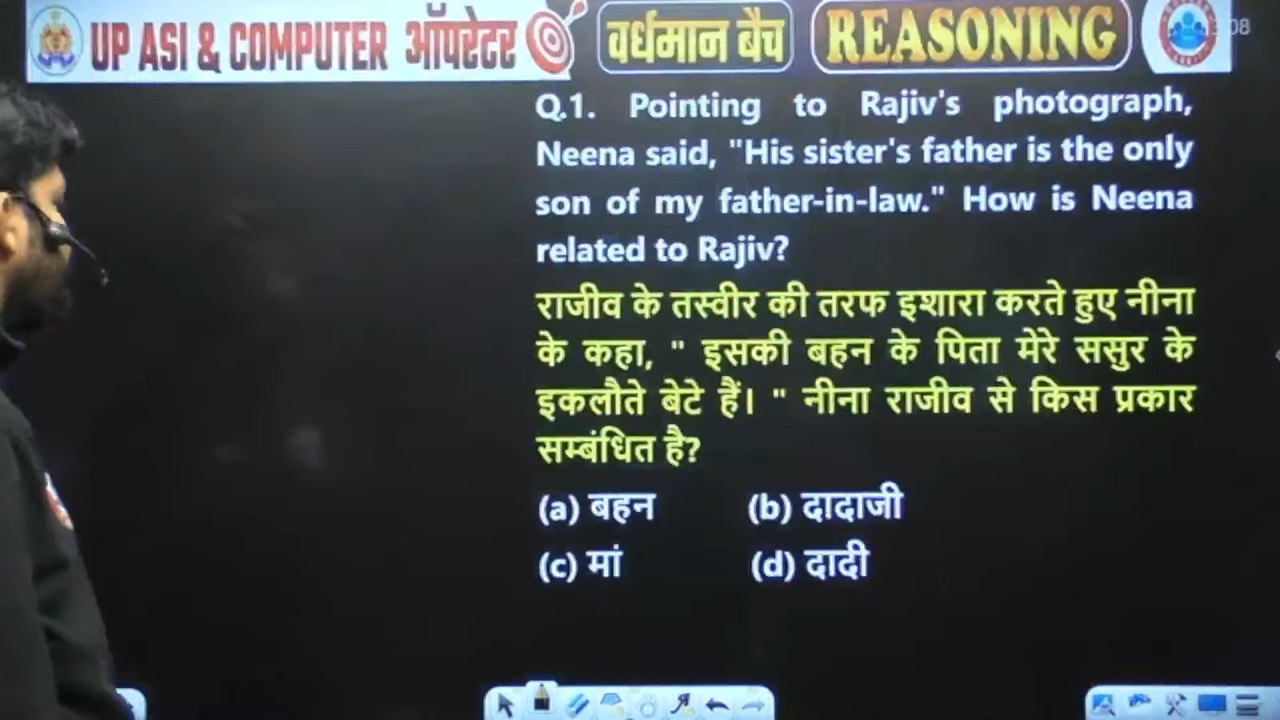 UP ASI & COMPUTER ऑपरेटर वर्धमान बैच REASONING
Q.1. Pointing to Rajiv's photograph,
Neena said, "His sister's father is the only
son of my father-in-law." How is Neena
related to Rajiv?
राजीव के तस्वीर की तरफ इशारा करते हुए नीना
के कहा, " इसकी बहन के पिता मेरे ससुर के
इकलौते बेटे हैं। " नीना राजीव से किस प्रकार
सम्बंधित है?
(a) बहन (b) दादाजी
(c) मां (d) दादी